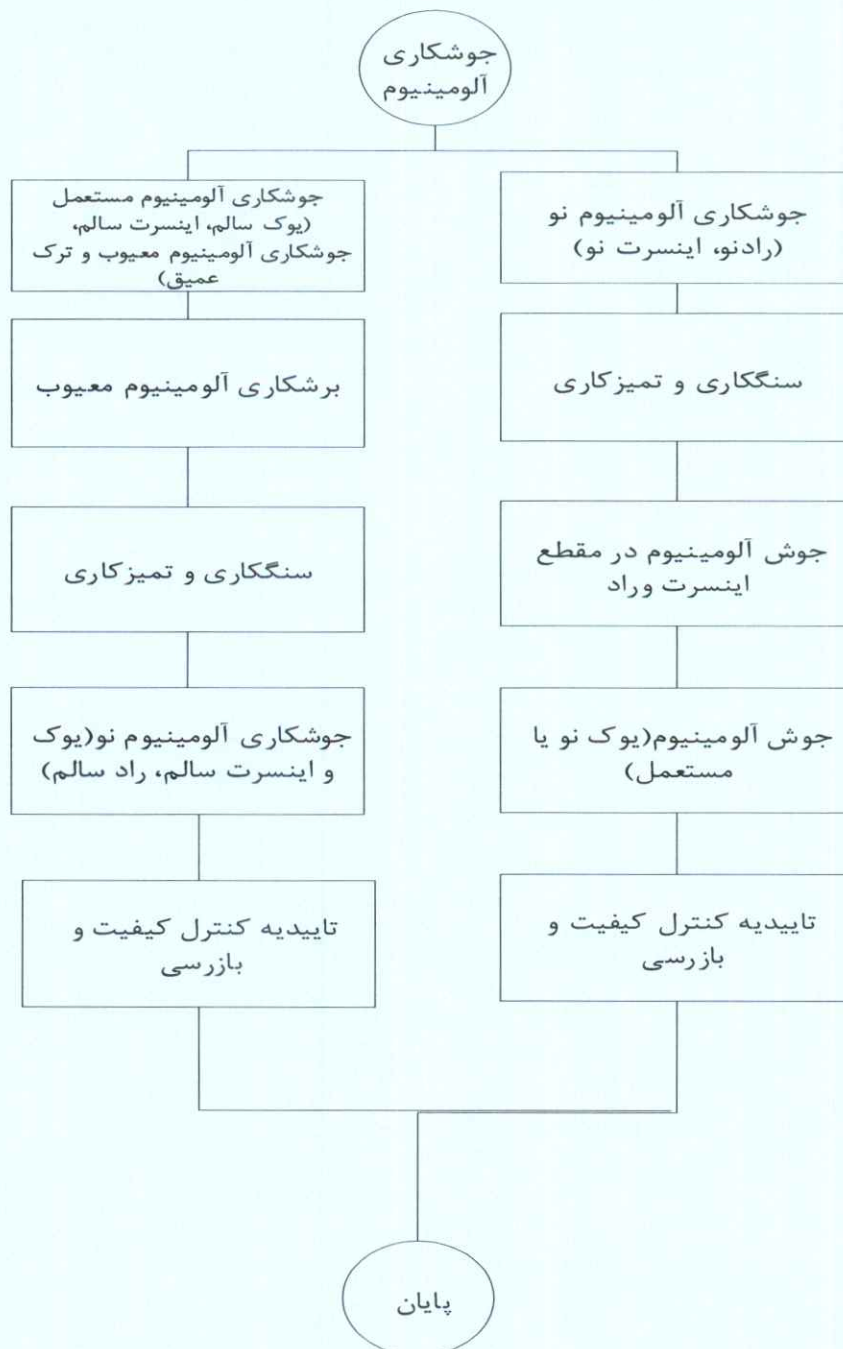 جوشکاری
آلومینیوم
جوشکاری آلومینیوم نو
(رادنو، اینسرت نو)
سنگکاری و تمیزکاری
جوش آلومینیوم در مقطع
اینسرت وراد
جوش آلومینیوم(یوک نو یا
مستعمل)
تاییدیه کنترل کیفیت و
بازرسی
جوشکاری آلومینیوم مستعمل
(یوک سالم، اینسرت سالم،
جوشکاری آلومینیوم معیوب و ترک
عمیق)
برشکاری آلومینیوم معیوب
سنگکاری و تمیزکاری
جوشکاری آلومینیوم نو(یوک
و اینسرت سالم، راد سالم)
تاییدیه کنترل کیفیت و
بازرسی
پایان